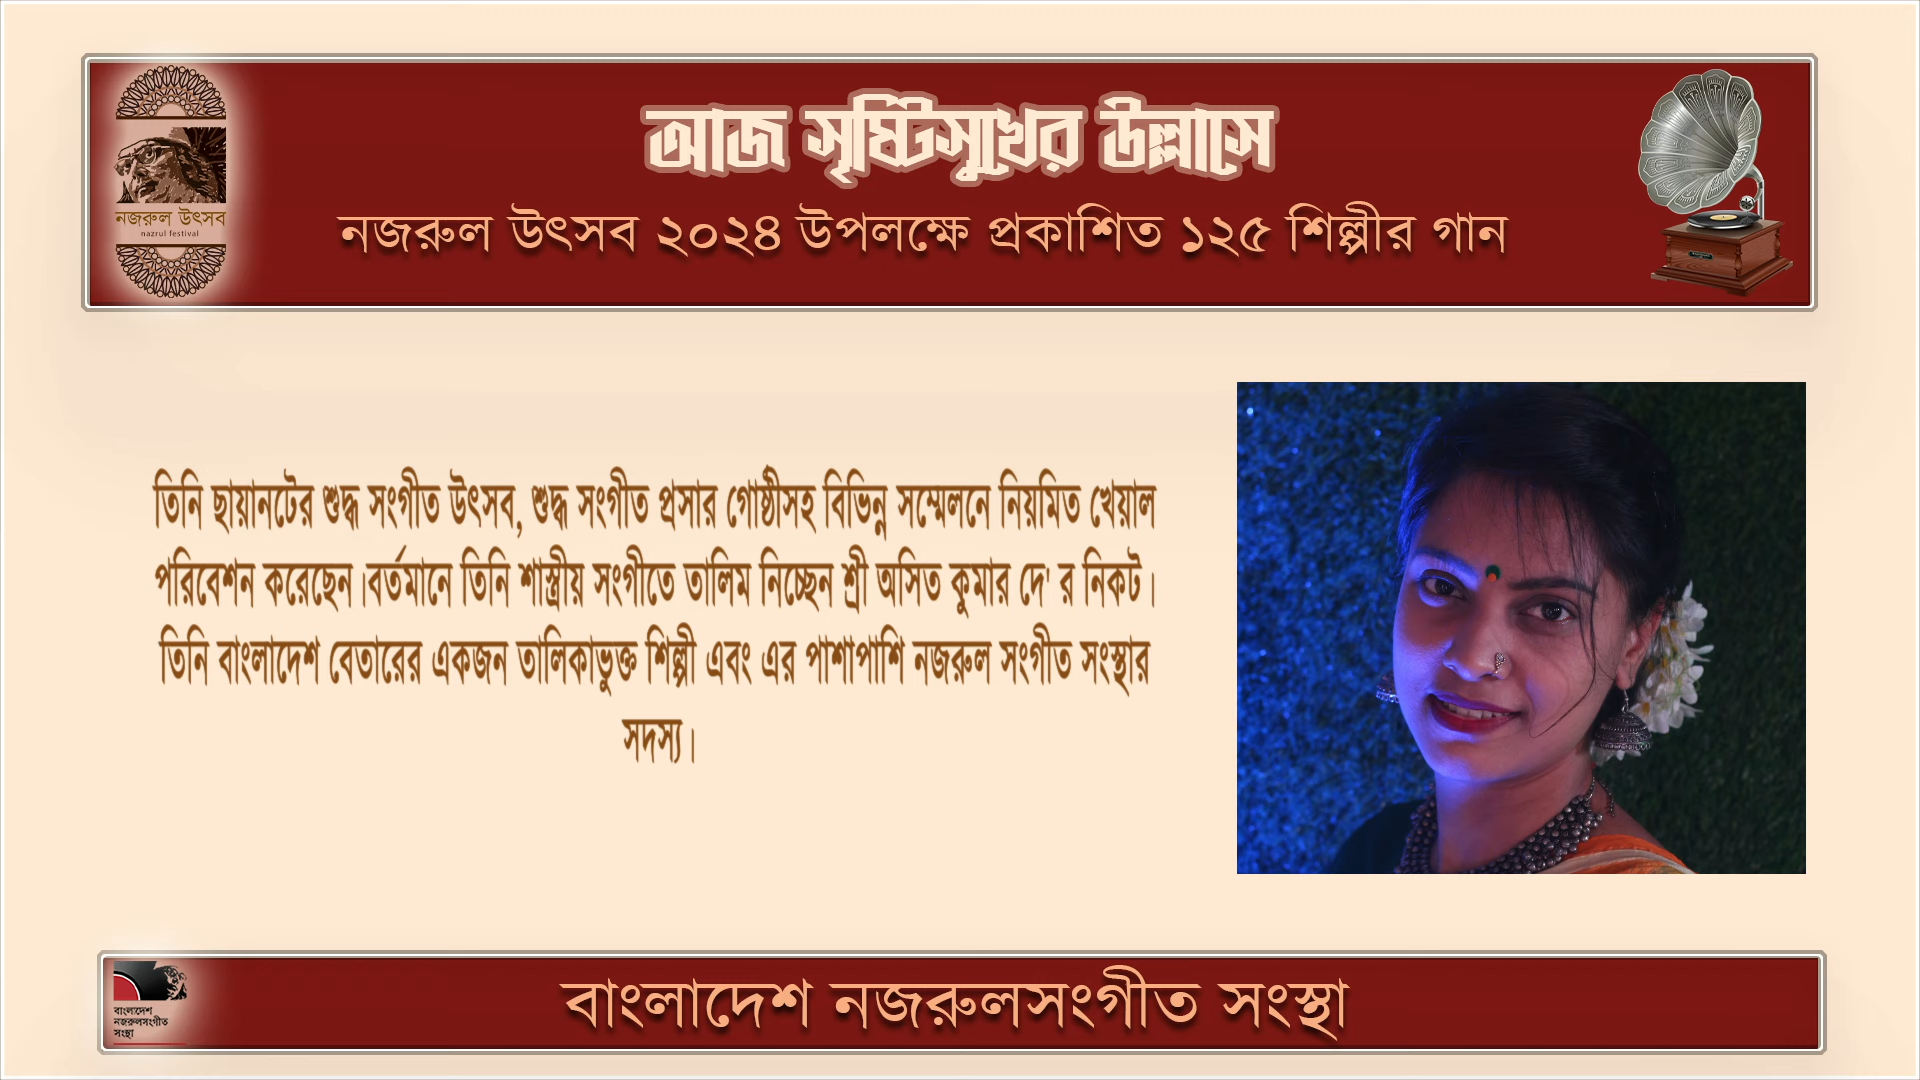 আজ সৃষ্টিসুখের উল্লাসে
নজরুল উৎসব ২০২৪ উপলক্ষে প্রকাশিত ১২৫ শিল্পীর গান
নজরুল উৎসব
nazrul festival
তিনি ছায়ানটের শুদ্ধ সংগীত উৎসব, শুদ্ধ সংগীত প্রসার গোষ্ঠীসহ বিভিন্ন সম্মেলনে নিয়মিত খেয়াল
পরিবেশন করেছেন।বর্তমানে তিনি শাস্ত্রীয় সংগীতে তালিম নিচ্ছেন শ্রী অসিত কুমার দে' র নিকট।
তিনি বাংলাদেশ বেতারের একজন তালিকাভুক্ত শিল্পী এবং এর পাশাপাশি নজরুল সংগীত সংস্থার
সদস্য।
বাংলাদেশ
নজরুলসংগীত
সংস্থা
বাংলাদেশ নজরুলসংগীত সংস্থা